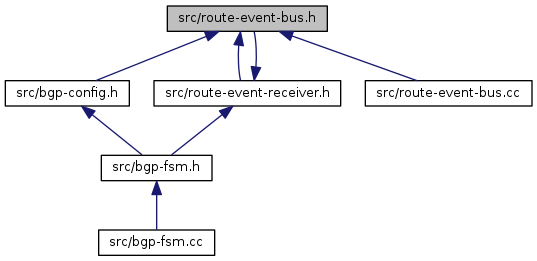 src/route-event-bus.h
src/bgp-config.h
src/route-event-receiver.h
src/route-event-bus.cc
src/bgp-fsm.h
src/bgp-fsm.cc